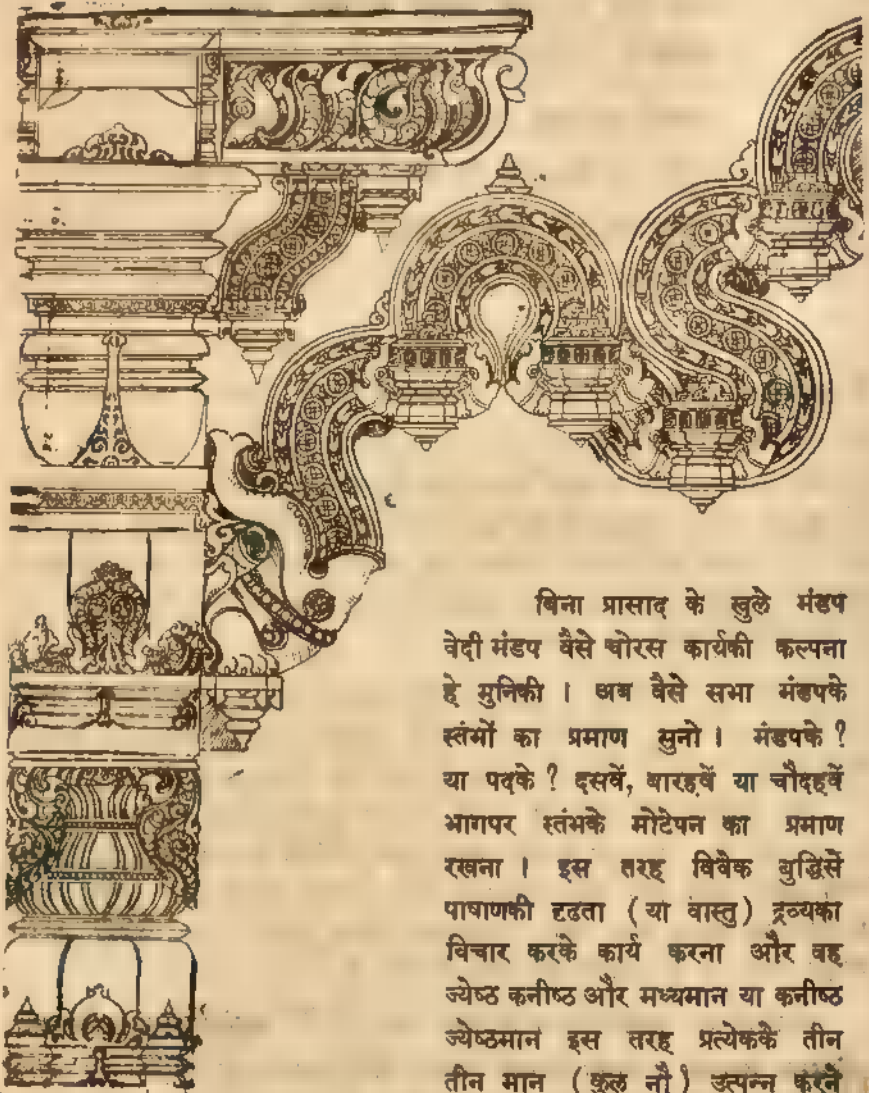 बिना प्रासाद के खुले मंडप
वेदी मंडप वैसे चोरस कार्यकी कल्पना
हे मुनिकी । अब वैसे सभा मंडपके
स्तंभों का प्रमाण सुनो । मंडपके ?
या पदके ? दसवें, बारहवें या चौदहवें
भागपर स्तंभके मोटेपन का प्रमाण
रखना । इस तरह विवेक बुद्धिसें
पाषाणकी दृढता ( या वास्तु ) द्रव्यका
विचार करके कार्य करना और वह
ज्येष्ठ कनीष्ठ और मध्यमान या कनीष्ठ
ज्येष्ठमान इस तरह प्रत्येकके तीन
तीन मान ( कुल नौ ) उत्पन्न करने